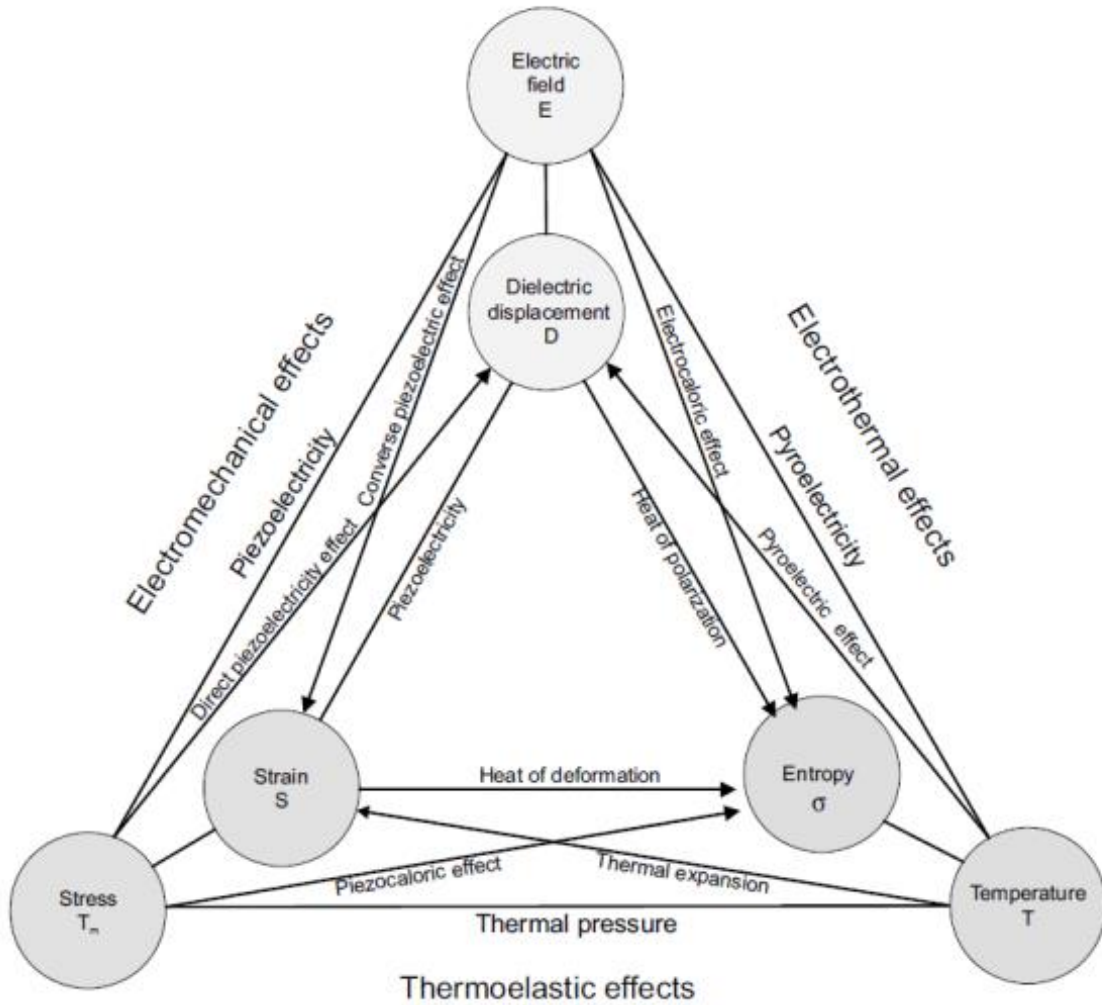 Electric
field
E
Dielectric
displacement
D
Electromechanical effects
Piezoelectricity
Converse piezoelectric effect
Direct piezoelectricity effect
Piezoelectricity
Electrothermal effects
Electrocaloric effect
Pyroelectricity
Heat of polarization
Pyroelectric effect
Strain
S
Heat of deformation
Entropy
σ
Piezocaloric effect
Thermal expansion
Stress
Tₘ
Thermal pressure
Temperature
T
Thermoelastic effects